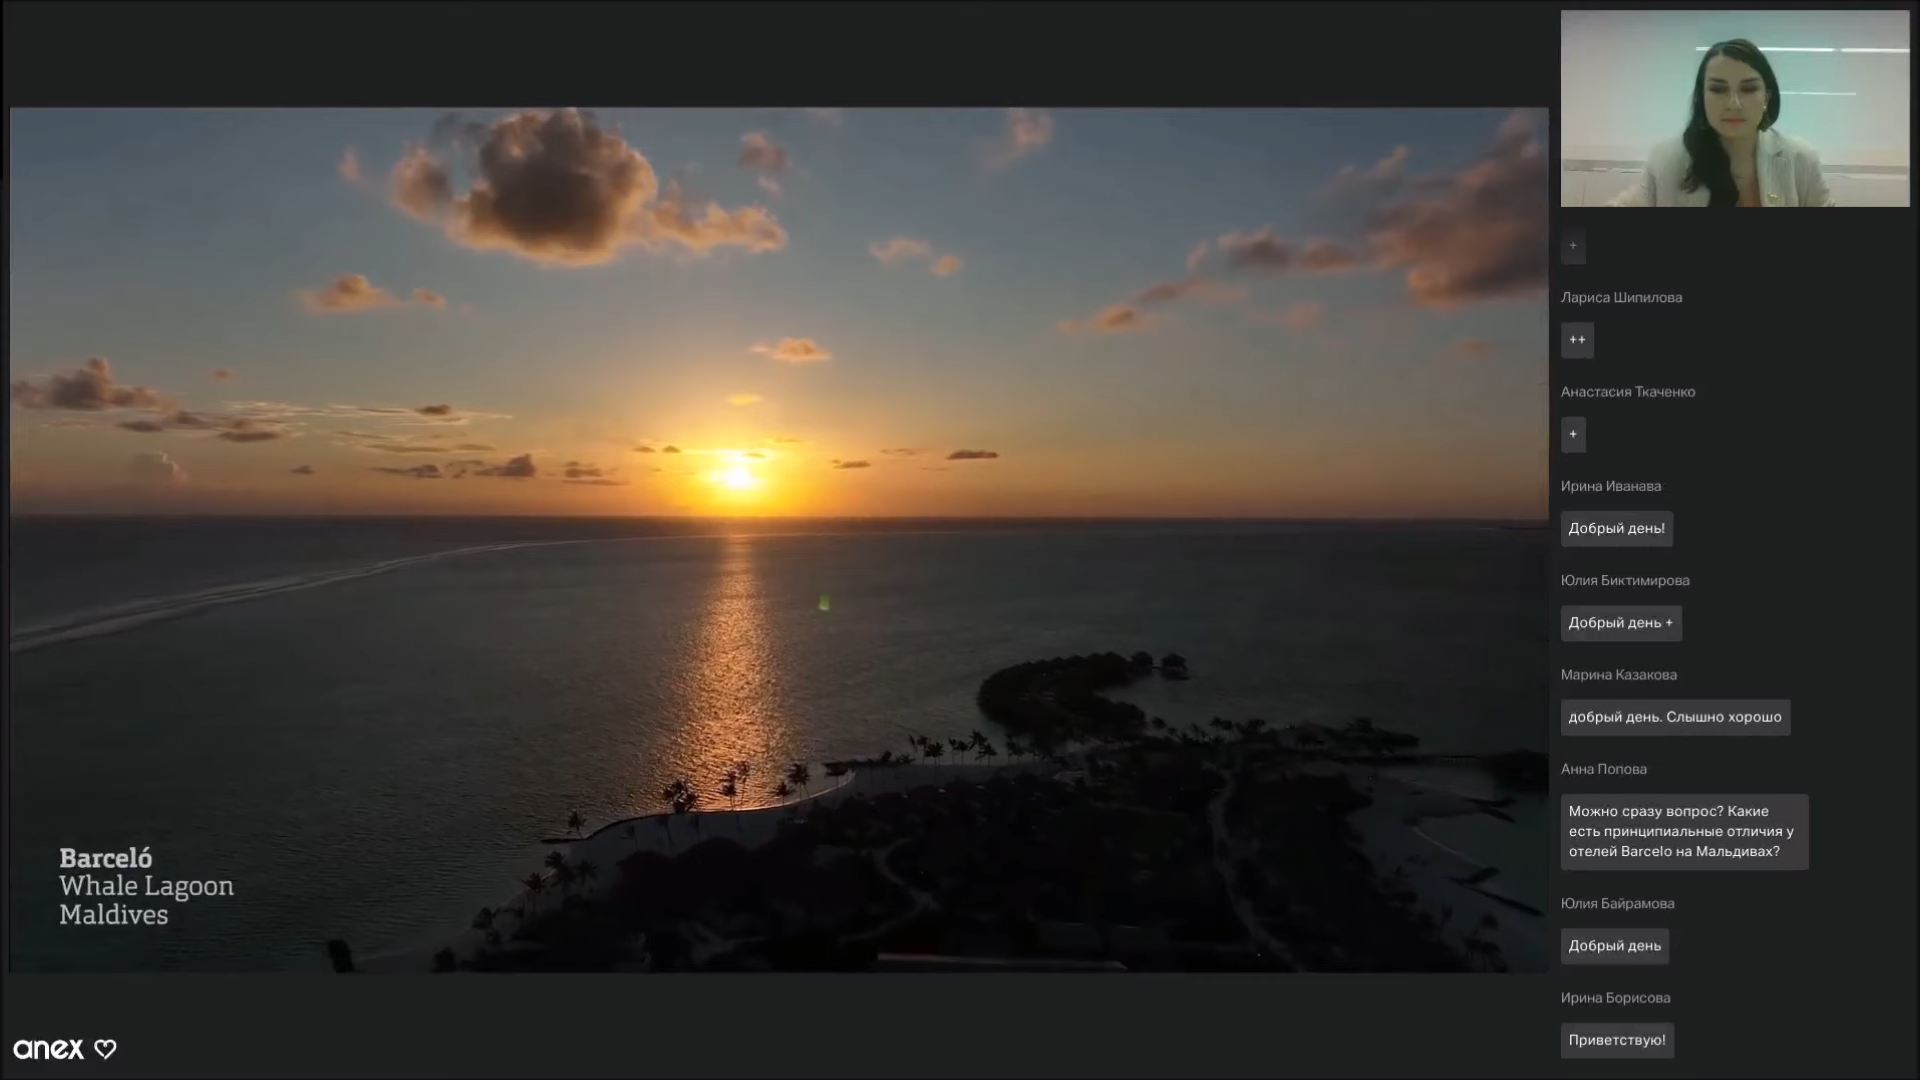 Barceló
Whale Lagoon
Maldives
anex
+
Лариса Шипилова
++
Анастасия Ткаченко
+
Ирина Иванава
Добрый день!
Юлия Биктимирова
Добрый день +
Марина Казакова
добрый день. Слышно хорошо
Анна Попова
Можно сразу вопрос? Какие
есть принципиальные отличия у
отелей Barcelo на Мальдивах?
Юлия Байрамова
Добрый день
Ирина Борисова
Приветствую!